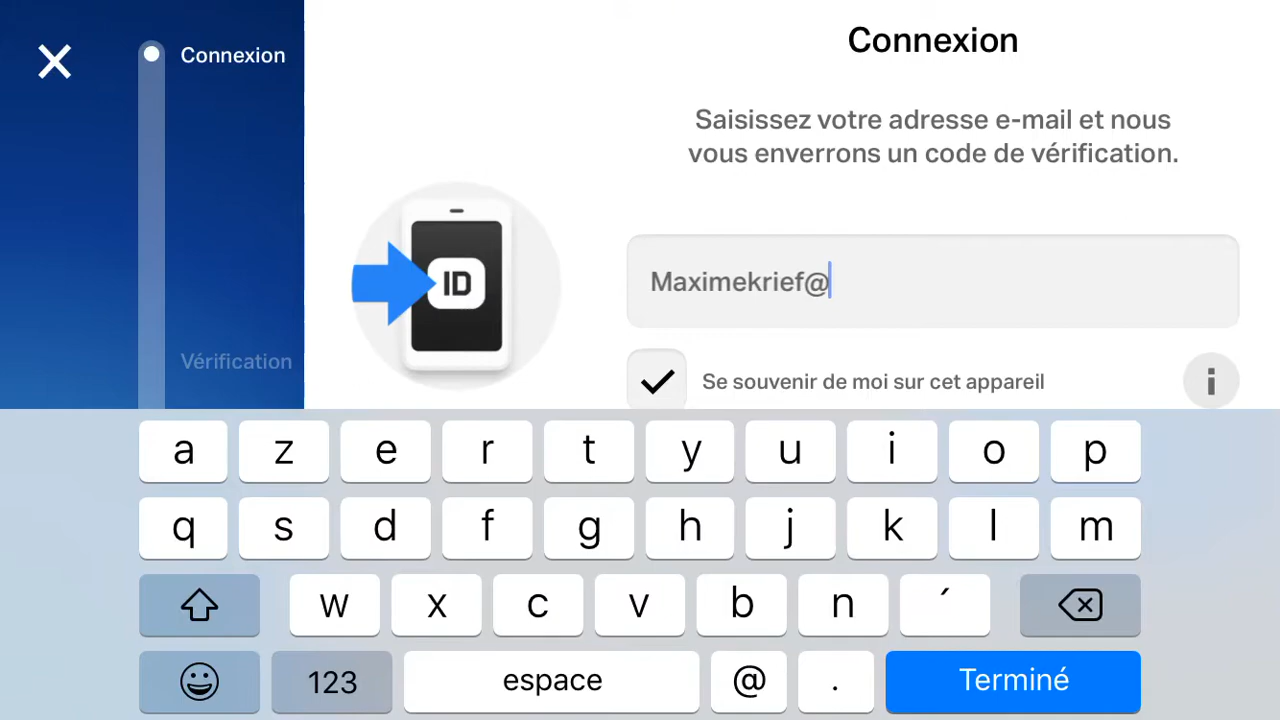 Connexion
Connexion
Saisissez votre adresse e-mail et nous
vous enverrons un code de vérification.
ID
Maximekrief@
Vérification
Se souvenir de moi sur cet appareil
a z e r t y u i o p
q s d f g h j k l m
w x c v b n ´
123 espace @ . Terminé